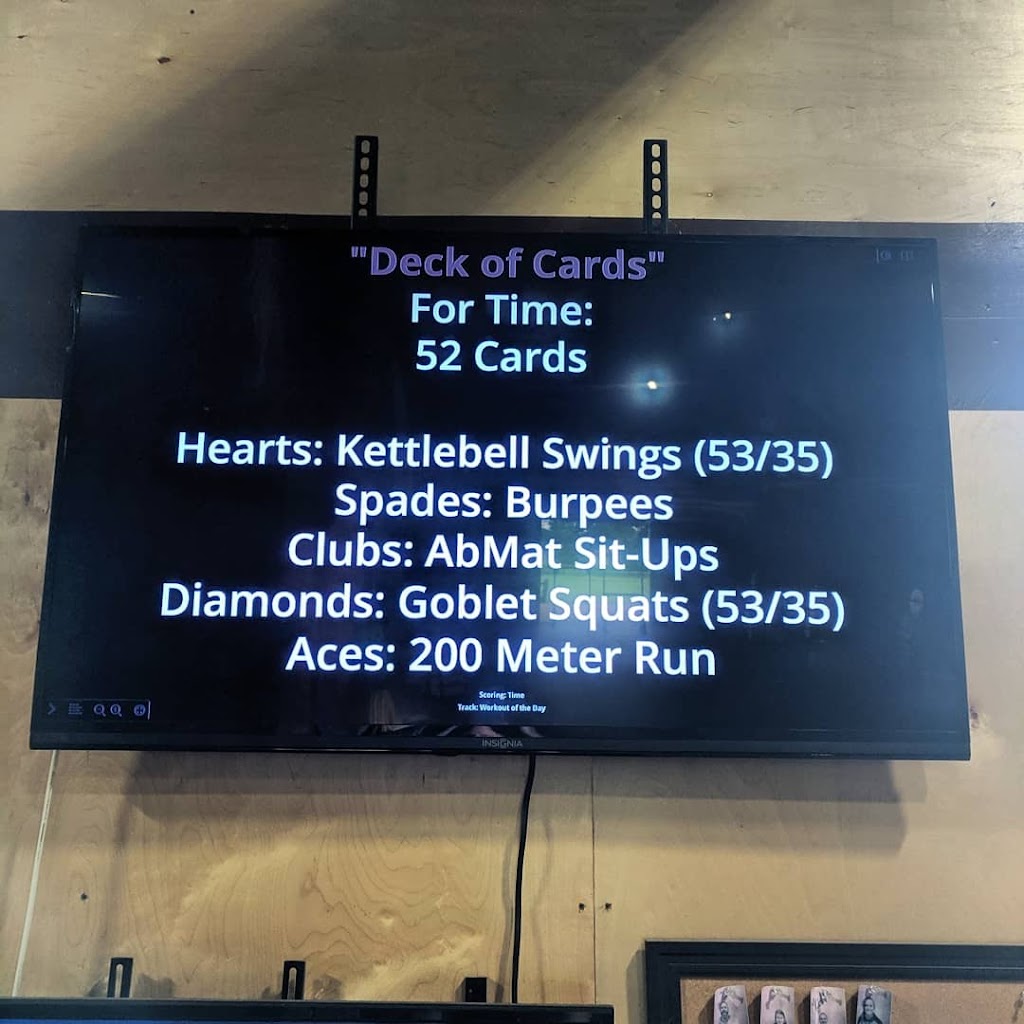 "Deck of Cards"
For Time:
52 Cards
Hearts: Kettlebell Swings (53/35)
Spades: Burpees
Clubs: AbMat Sit-Ups
Diamonds: Goblet Squats (53/35)
Aces: 200 Meter Run
Scoring: Time
Track: Workout of the Day
INSIGNIA